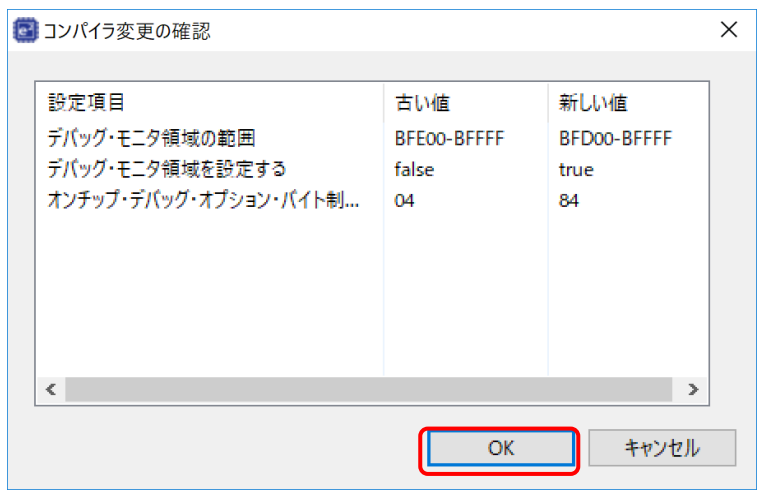 コンパイラ変更の確認
設定項目 古い値 新しい値
デバッグ・モニタ領域の範囲 BFE00-BFFFF BFD00-BFFFF
デバッグ・モニタ領域を設定する false true
オンチップ・デバッグ・オプション・バイト制... 04 84
OK キャンセル